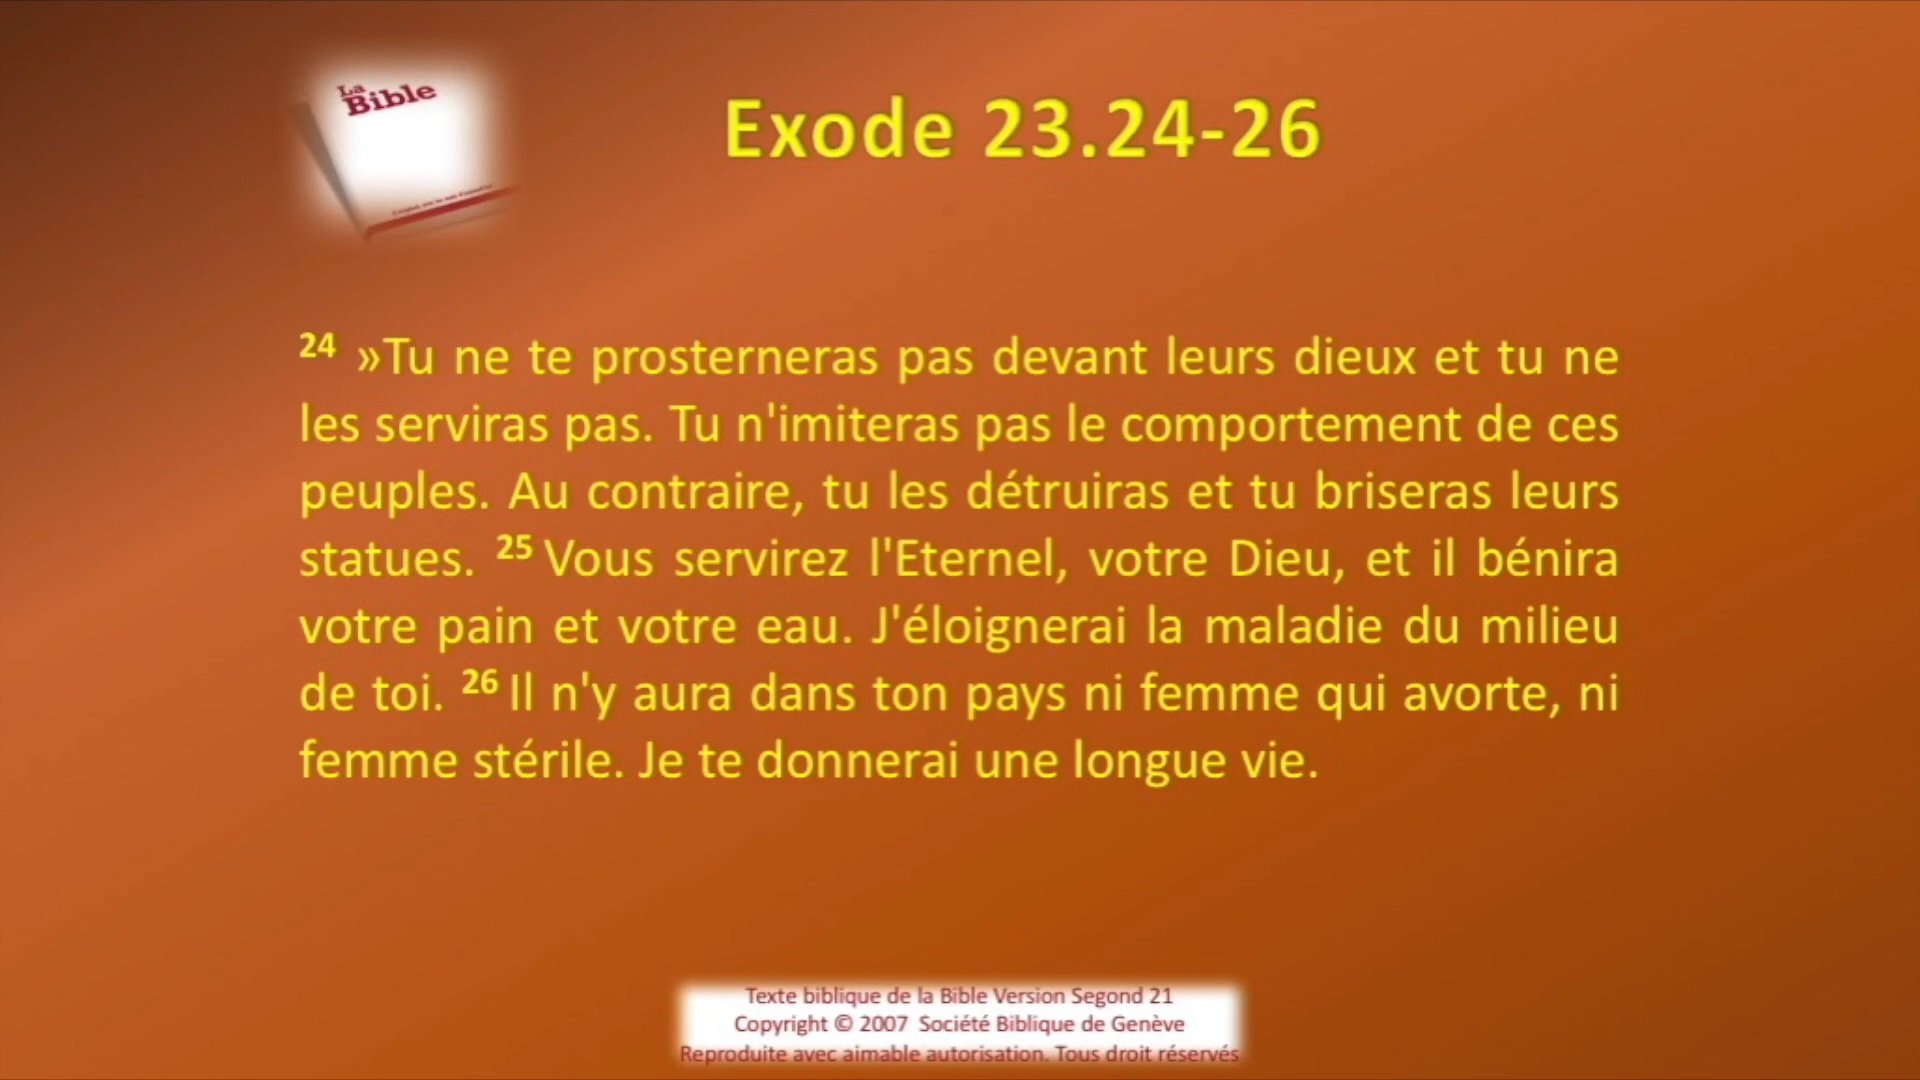 La
Bible
Exode 23.24-26
24 »Tu ne te prosterneras pas devant leurs dieux et tu ne
les serviras pas. Tu n'imiteras pas le comportement de ces
peuples. Au contraire, tu les détruiras et tu briseras leurs
statues. 25 Vous servirez l'Eternel, votre Dieu, et il bénira
votre pain et votre eau. J'éloignerai la maladie du milieu
de toi. 26 Il n'y aura dans ton pays ni femme qui avorte, ni
femme stérile. Je te donnerai une longue vie.
Texte biblique de la Bible Version Segond 21
Copyright © 2007 Société Biblique de Genève
Reproduite avec aimable autorisation. Tous droit réservés